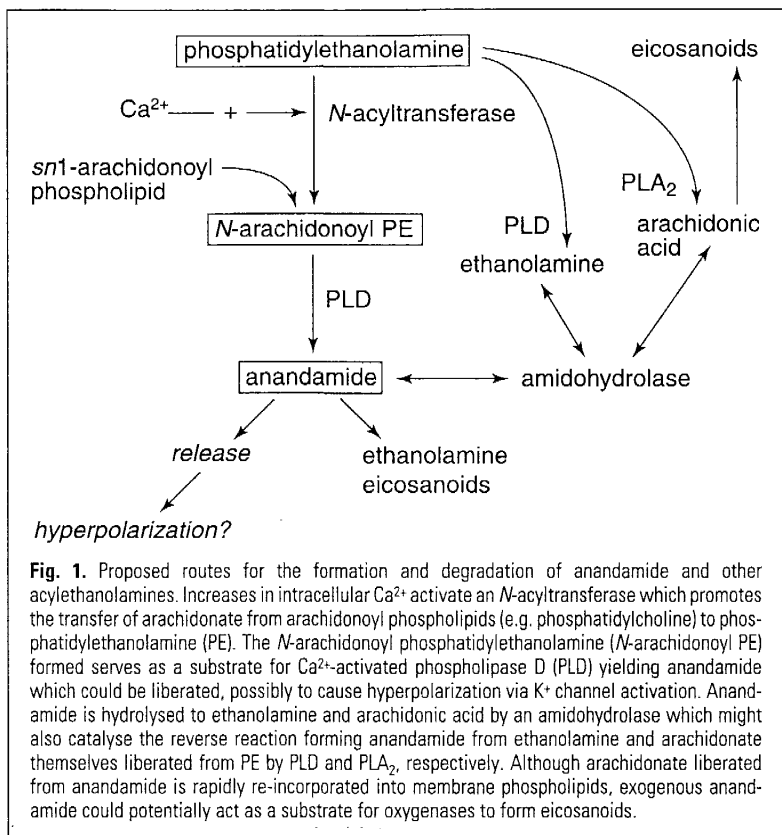 phosphatidylethanolamine
eicosanoids
Ca²⁺ — + → N-acyltransferase
sn1-arachidonoyl
phospholipid
PLA₂
N-arachidonoyl PE
PLD
arachidonic
acid
ethanolamine
PLD
anandamide
amidohydrolase
release
ethanolamine
eicosanoids
hyperpolarization?
Fig. 1. Proposed routes for the formation and degradation of anandamide and other
acylethanolamines. Increases in intracellular Ca²⁺ activate an N-acyltransferase which promotes
the transfer of arachidonate from arachidonoyl phospholipids (e.g. phosphatidylcholine) to phos-
phatidylethanolamine (PE). The N-arachidonoyl phosphatidylethanolamine (N-arachidonoyl PE)
formed serves as a substrate for Ca²⁺-activated phospholipase D (PLD) yielding anandamide
which could be liberated, possibly to cause hyperpolarization via K⁺ channel activation. Anand-
amide is hydrolysed to ethanolamine and arachidonic acid by an amidohydrolase which might
also catalyse the reverse reaction forming anandamide from ethanolamine and arachidonate
themselves liberated from PE by PLD and PLA₂, respectively. Although arachidonate liberated
from anandamide is rapidly re-incorporated into membrane phospholipids, exogenous anand-
amide could potentially act as a substrate for oxygenases to form eicosanoids.